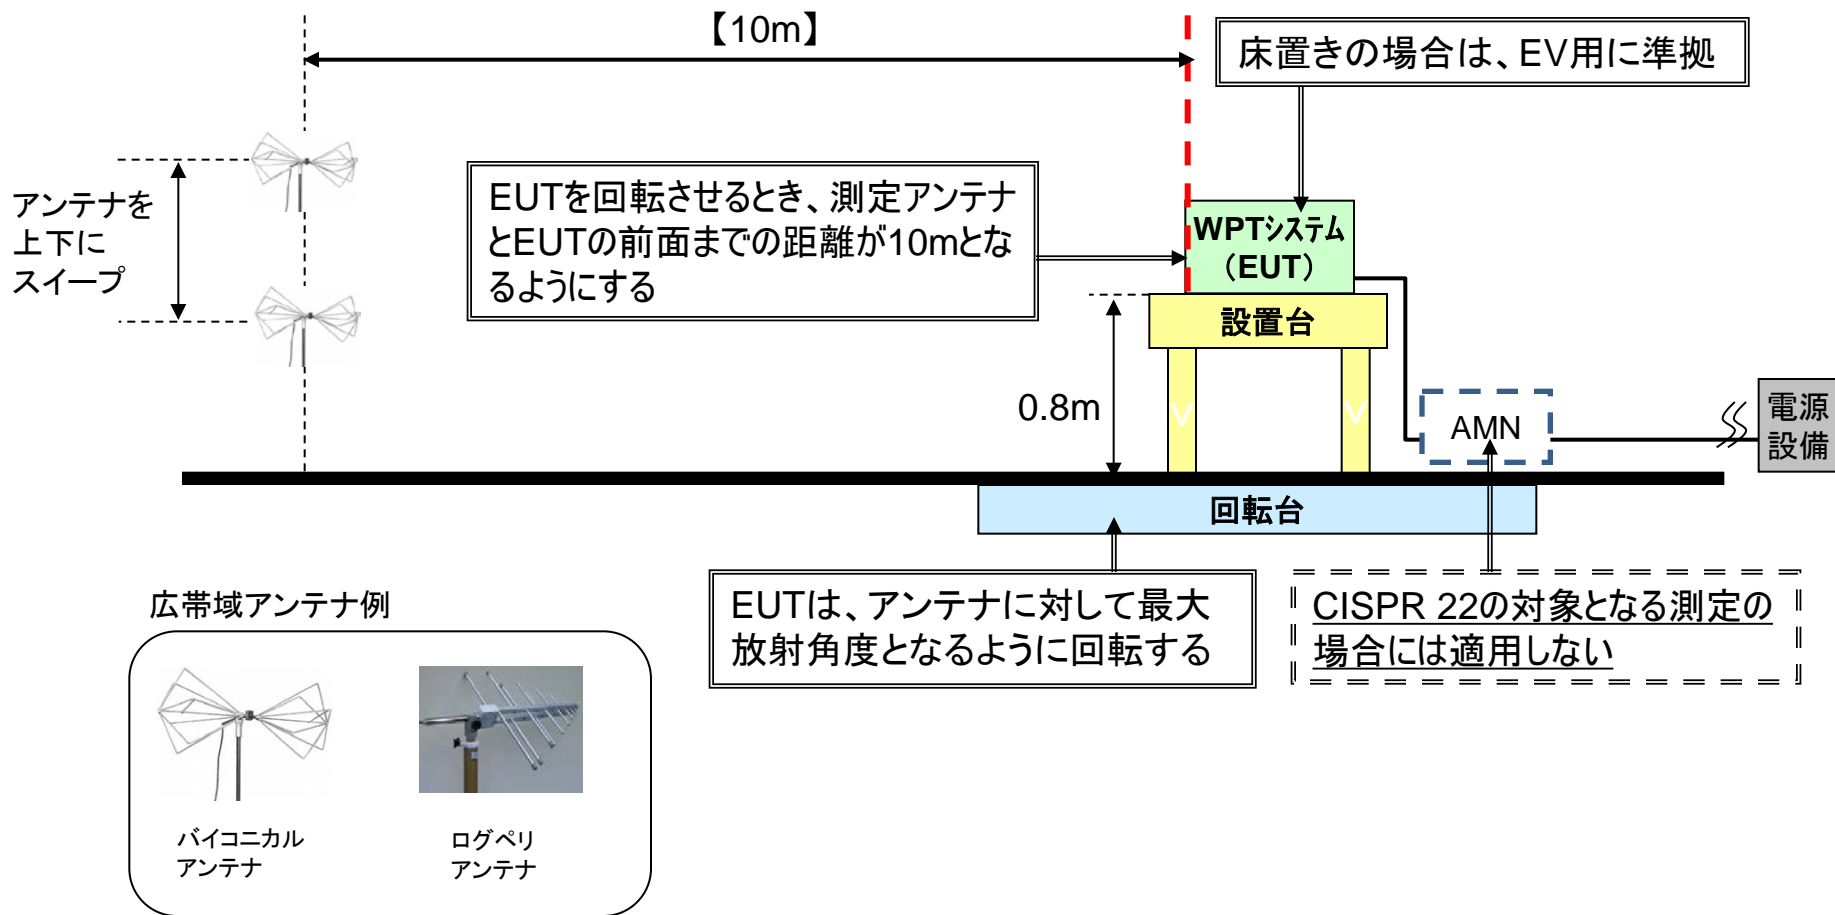 【10m】
床置きの場合は、EV用に準拠
アンテナを
上下に
スイープ
EUTを回転させるとき、測定アンテナ
とEUTの前面までの距離が10mとな
るようにする
WPTシステム
（EUT）
設置台
0.8m
V
V
AMN
電源
設備
回転台
EUTは、アンテナに対して最大
放射角度となるように回転する
CISPR 22の対象となる測定の
場合には適用しない
広帯域アンテナ例
バイコニカル
アンテナ
ログペリ
アンテナ